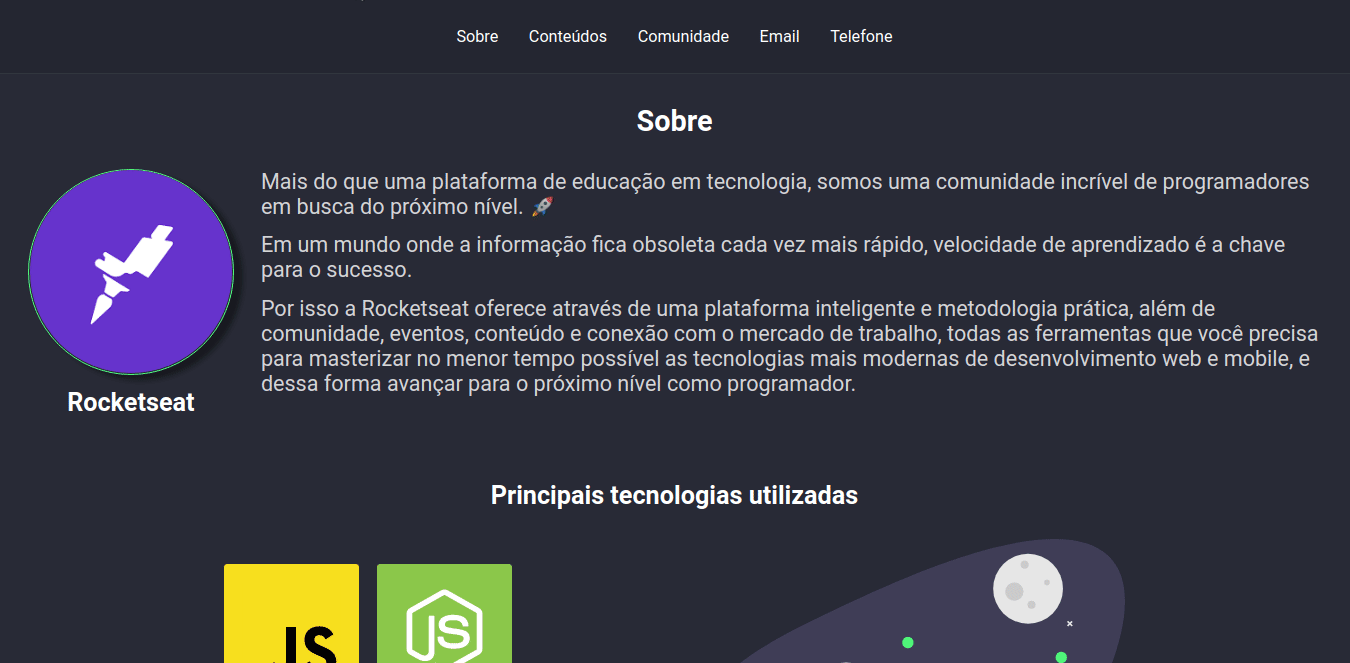 Sobre Conteúdos Comunidade Email Telefone
Sobre
Mais do que uma plataforma de educação em tecnologia, somos uma comunidade incrível de programadores
em busca do próximo nível. 🚀
Em um mundo onde a informação fica obsoleta cada vez mais rápido, velocidade de aprendizado é a chave
para o sucesso.
Por isso a Rocketseat oferece através de uma plataforma inteligente e metodologia prática, além de
comunidade, eventos, conteúdo e conexão com o mercado de trabalho, todas as ferramentas que você precisa
para masterizar no menor tempo possível as tecnologias mais modernas de desenvolvimento web e mobile, e
dessa forma avançar para o próximo nível como programador.
Rocketseat
Principais tecnologias utilizadas
JS JS